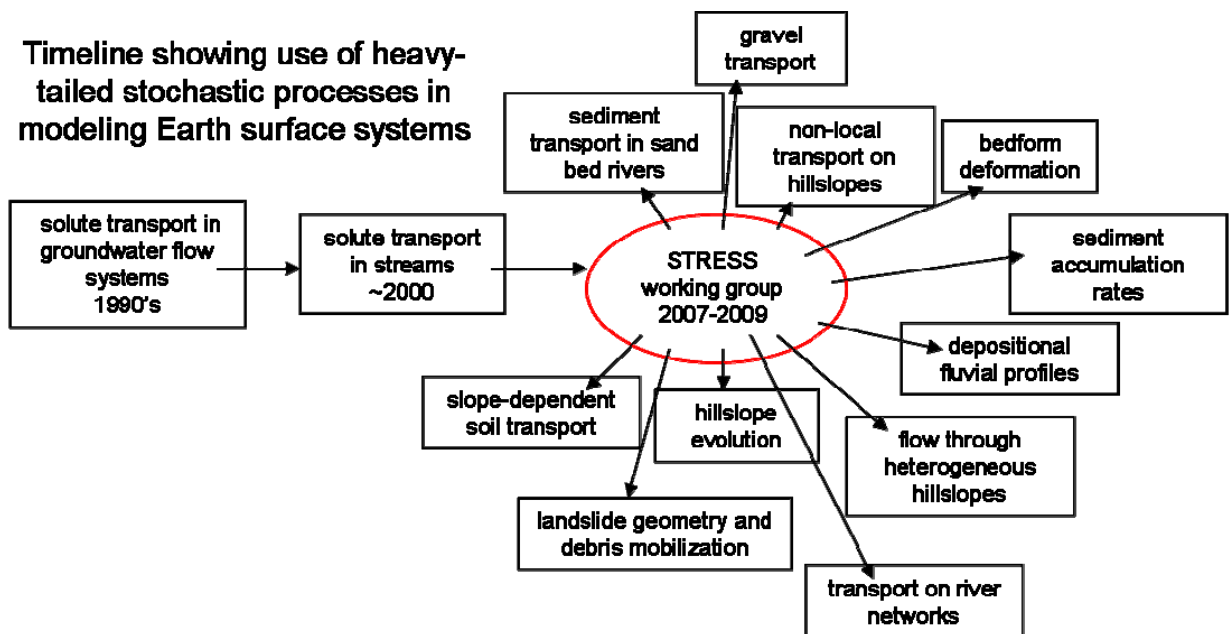 Timeline showing use of heavy-
tailed stochastic processes in
modeling Earth surface systems
gravel
transport
sediment
transport in sand
bed rivers
non-local
transport on
hillslopes
bedform
deformation
solute transport in
groundwater flow
systems
1990's
solute transport
in streams
~2000
STRESS
working group
2007-2009
sediment
accumulation
rates
depositional
fluvial profiles
slope-dependent
soil transport
hillslope
evolution
flow through
heterogeneous
hillslopes
landslide geometry and
debris mobilization
transport on river
networks